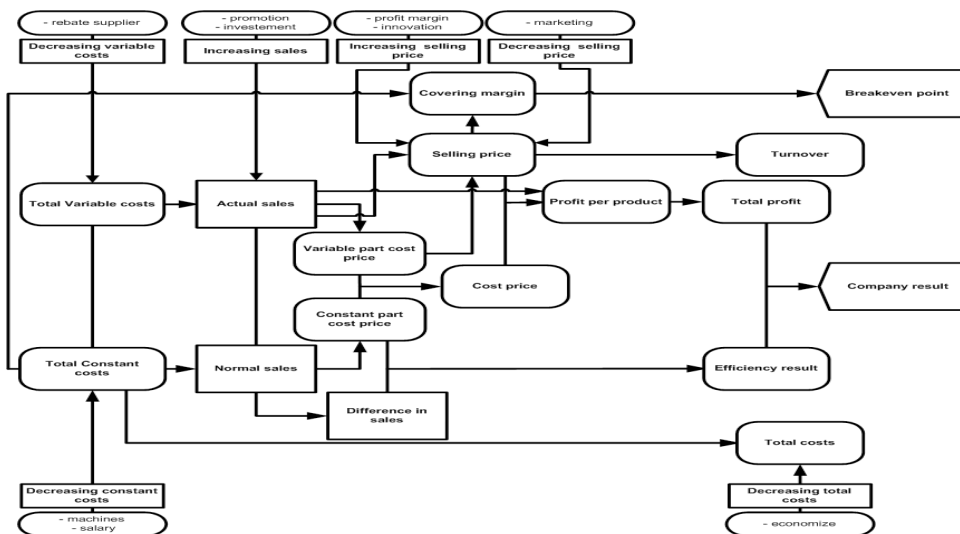 - rebate supplier
Decreasing variable
costs
- promotion
- investement
Increasing sales
- profit margin
- innovation
Increasing selling
price
- marketing
Decreasing selling
price
Covering margin
Breakeven point
Selling price
Turnover
Total Variable costs
Actual sales
Profit per product
Total profit
Variable part cost
price
Cost price
Company result
Constant part
cost price
Total Constant
costs
Normal sales
Efficiency result
Difference in
sales
Total costs
Decreasing constant
costs
- machines
- salary
Decreasing total
costs
- economize